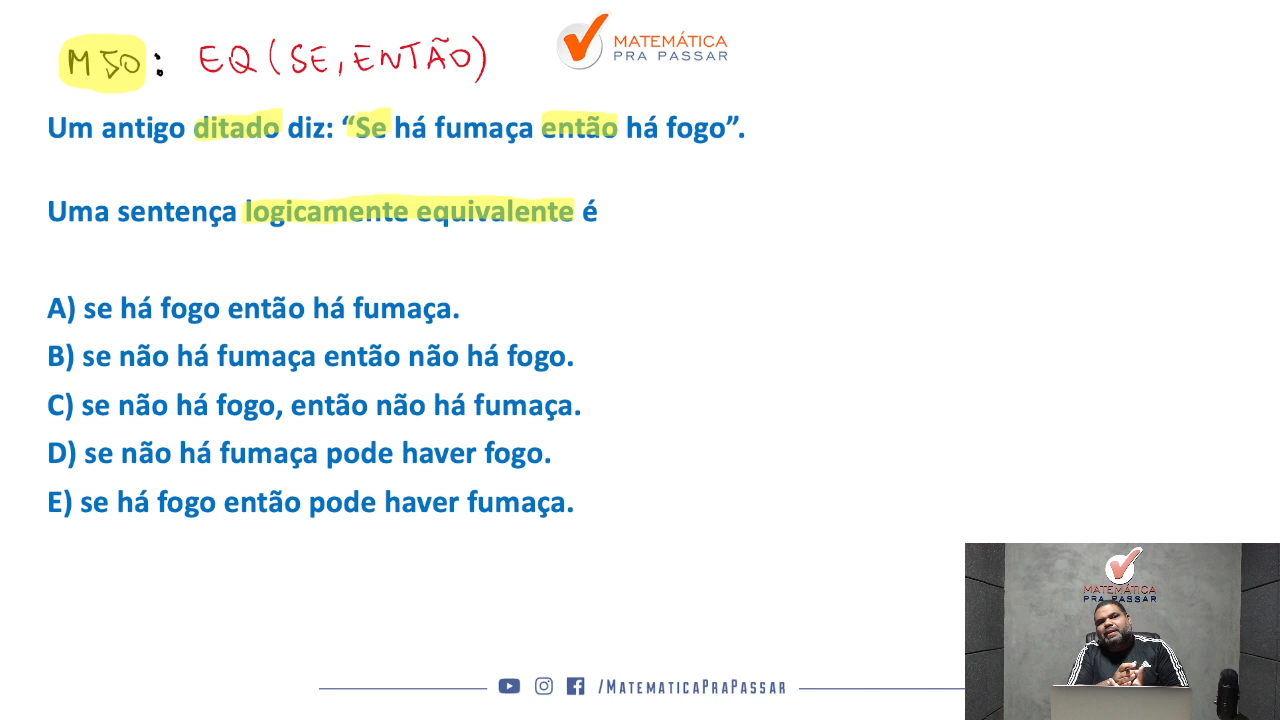 M50: EQ(SE, ENTÃO)
MATEMÁTICA
PRA PASSAR
Um antigo ditado diz: “Se há fumaça então há fogo”.
Uma sentença logicamente equivalente é
A) se há fogo então há fumaça.
B) se não há fumaça então não há fogo.
C) se não há fogo, então não há fumaça.
D) se não há fumaça pode haver fogo.
E) se há fogo então pode haver fumaça.
MATEMÁTICA
PRA PASSAR
/MATEMATICAPRAPASSAR